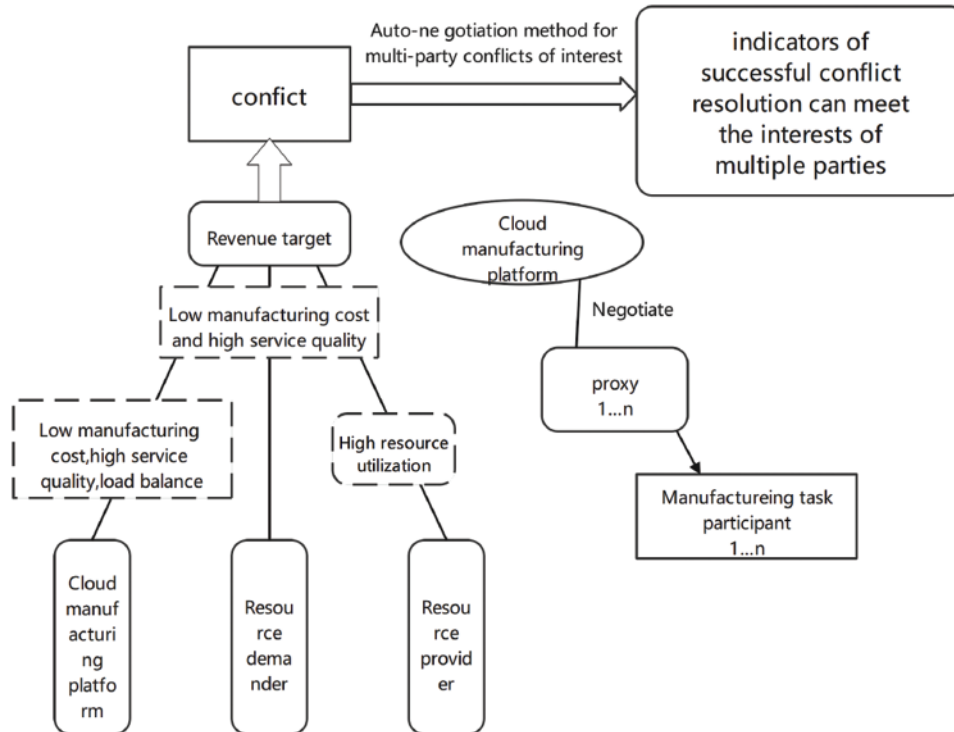 Auto-ne gotiation method for
multi-party conflicts of interest
confict
indicators of
successful conflict
resolution can meet
the interests of
multiple parties
Revenue target
Cloud
manufacturing
platform
Low manufacturing cost
and high service quality
Negotiate
proxy
1...n
Low manufacturing
cost,high service
quality,load balance
High resource
utilization
Manufactureing task
participant
1...n
Cloud
manuf
acturi
ng
platfo
rm
Resou
rce
dema
nder
Resou
rce
provid
er